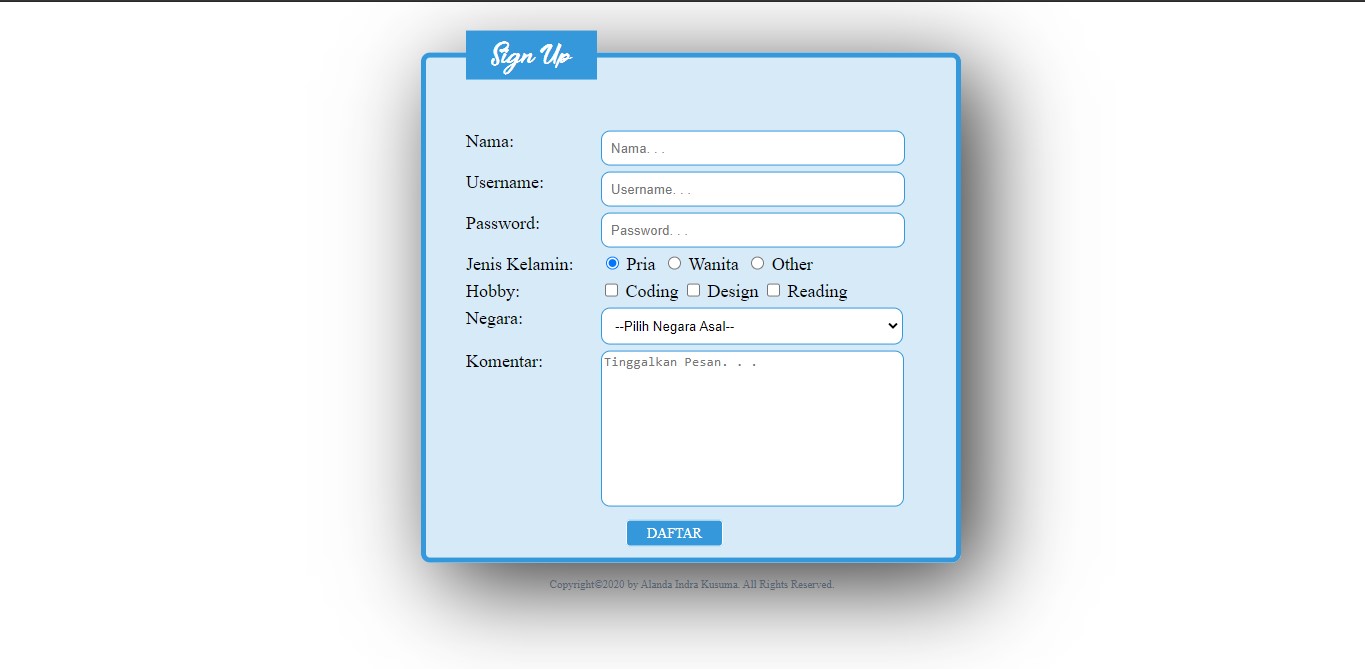 Sign Up
Nama: Nama. . .
Username: Username. . .
Password: Password. . .
Jenis Kelamin: Pria Wanita Other
Hobby: Coding Design Reading
Negara: --Pilih Negara Asal--
Komentar: Tinggalkan Pesan. . .
DAFTAR
Copyright©2020 by Alanda Indra Kusuma. All Rights Reserved.